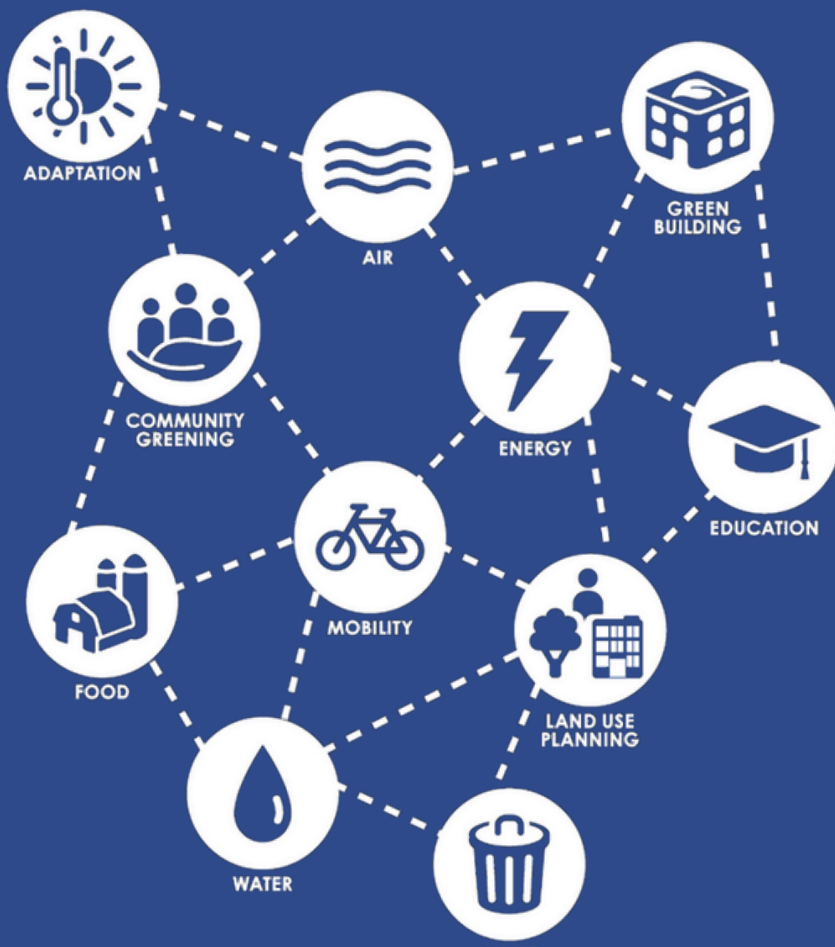 ADAPTATION
AIR
GREEN
BUILDING
COMMUNITY
GREENING
ENERGY
EDUCATION
MOBILITY
FOOD
LAND USE
PLANNING
WATER